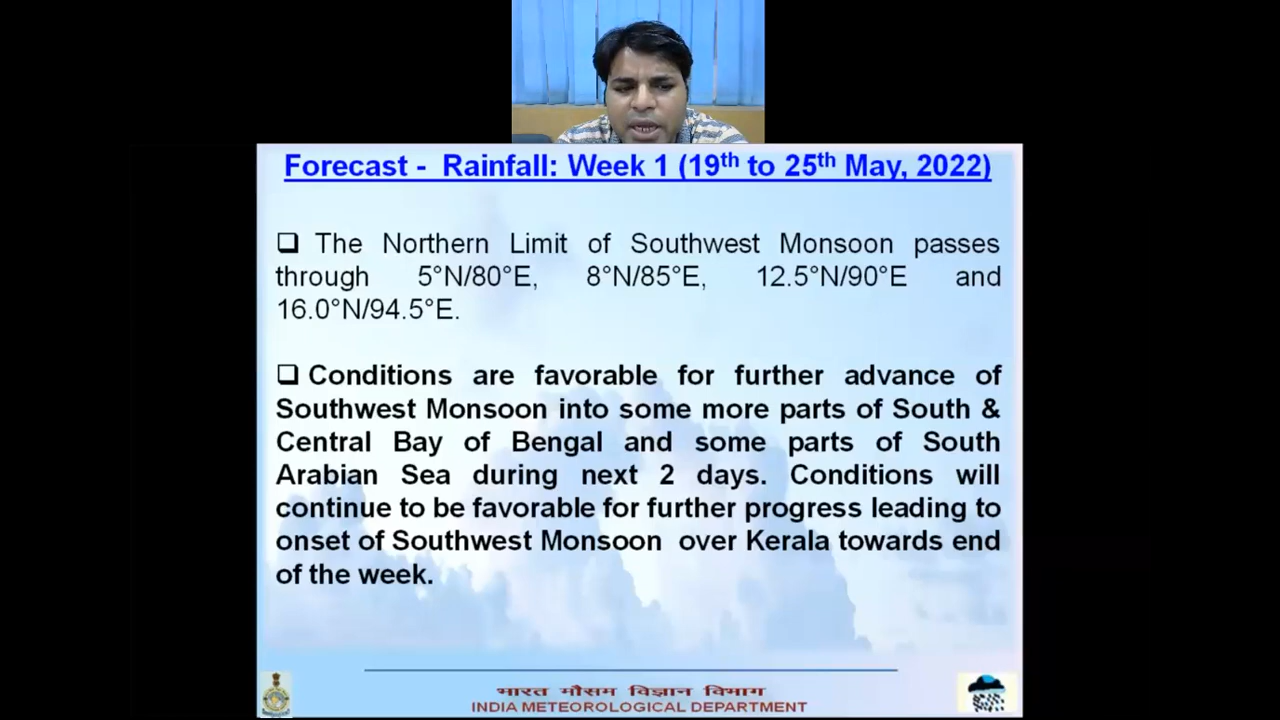 Forecast - Rainfall: Week 1 (19th to 25th May, 2022)
❑ The Northern Limit of Southwest Monsoon passes
through 5°N/80°E, 8°N/85°E, 12.5°N/90°E and
16.0°N/94.5°E.
❑ Conditions are favorable for further advance of
Southwest Monsoon into some more parts of South &
Central Bay of Bengal and some parts of South
Arabian Sea during next 2 days. Conditions will
continue to be favorable for further progress leading to
onset of Southwest Monsoon over Kerala towards end
of the week.
भारत मौसम विज्ञान विभाग
INDIA METEOROLOGICAL DEPARTMENT